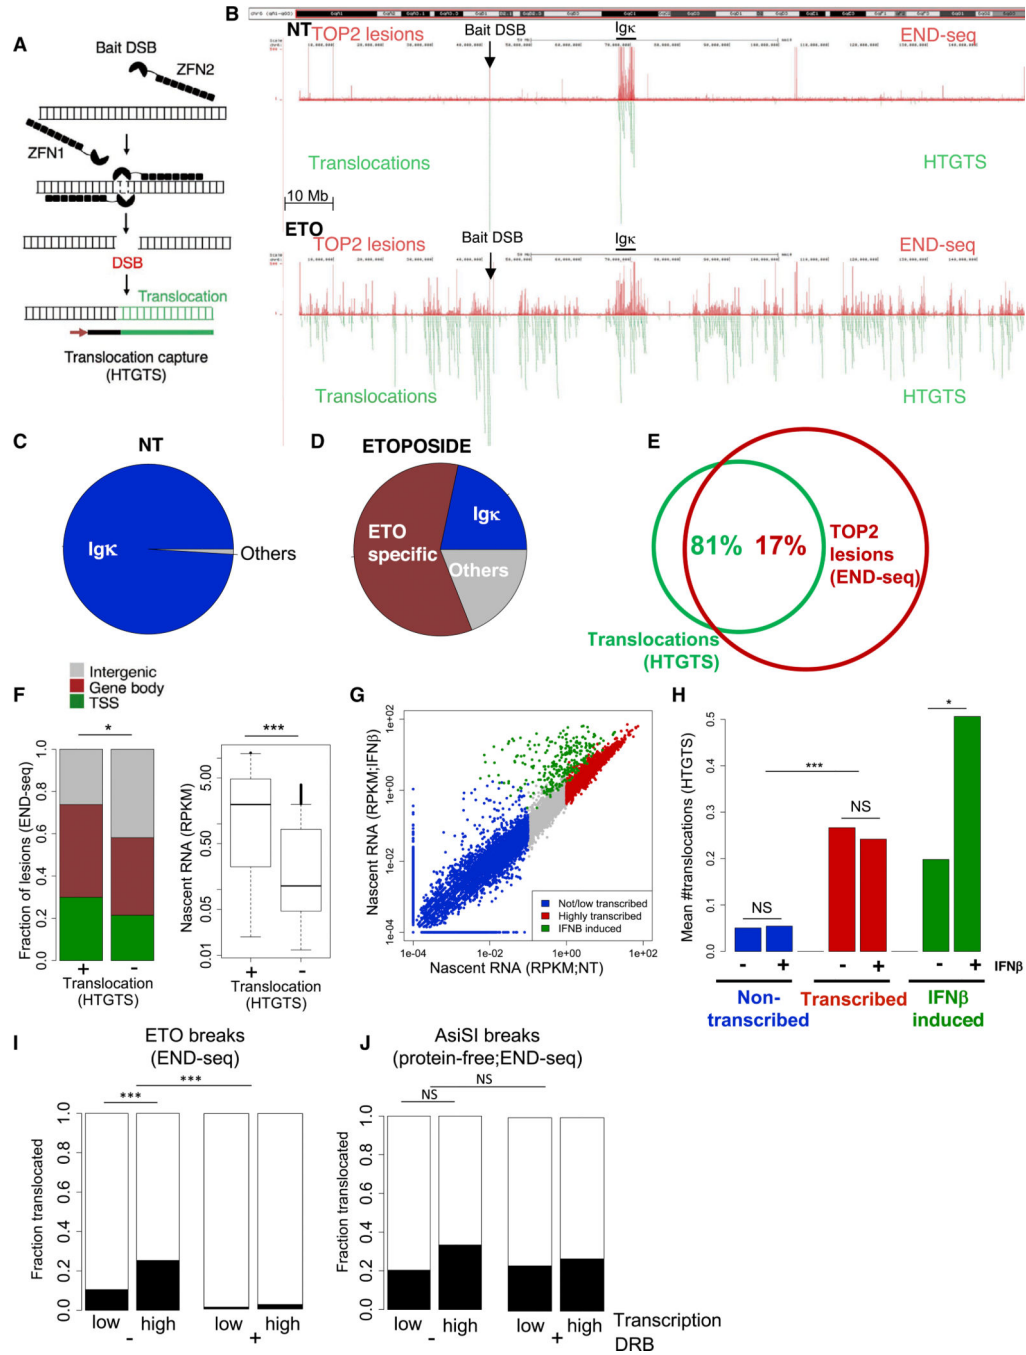 A
Bait DSB
ZFN2
ZFN1
DSB
Translocation
Translocation capture
(HTGTS)
B
NT
TOP2 lesions
Bait DSB
Igκ
END-seq
Translocations
HTGTS
10 Mb
ETO
TOP2 lesions
Bait DSB
Igκ
END-seq
Translocations
HTGTS
C
NT
Igκ
Others
D
ETOPOSIDE
ETO
specific
Igκ
Others
E
81%
17%
TOP2
lesions
(END-seq)
Translocations
(HTGTS)
Intergenic
Gene body
TSS
F
*
Fraction of lesions (END-seq)
0.0 0.2 0.4 0.6 0.8 1.0
+ -
Translocation
(HTGTS)
***
Nascent RNA (RPKM)
0.01 0.05 0.50 5.00
+ -
Translocation
(HTGTS)
G
Nascent RNA (RPKM;IFNβ)
1e-04 1e-02 1e+00 1e+02
Not/low transcribed
Highly transcribed
IFNB induced
1e-04 1e-02 1e+00 1e+02
Nascent RNA (RPKM;NT)
H
Mean #translocations (HTGTS)
0.0 0.1 0.2 0.3 0.4 0.5
NS
***
NS
*
- + - + - + IFNβ
Non-
transcribed
Transcribed
IFNβ
induced
I
ETO breaks
(END-seq)
***
***
Fraction translocated
0.0 0.2 0.4 0.6 0.8 1.0
low high low high
- +
J
AsiSI breaks
(protein-free;END-seq)
NS
NS
Fraction translocated
0.0 0.2 0.4 0.6 0.8 1.0
low high low high
- +
Transcription
DRB